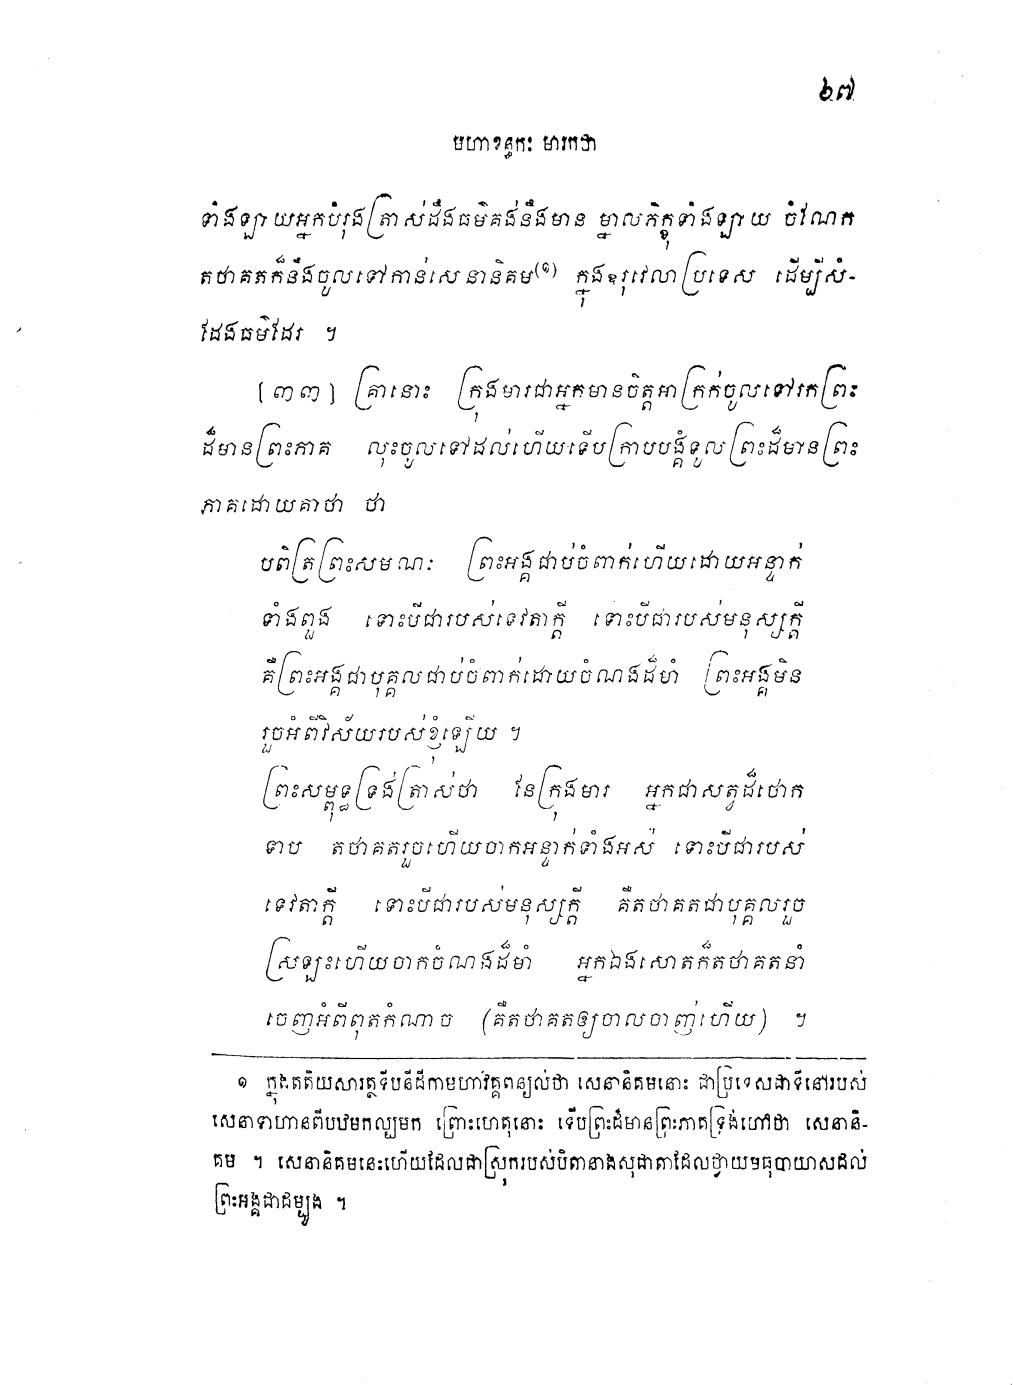 ៦៧
មហាខន្ធកៈ មារកថា
ទាំងឡាយអ្នកបំរុងត្រាស់ដឹងធម៌គង់នឹងមាន ម្នាលភិក្ខុទាំងឡាយ ចំណែក
តថាគតក៏នឹងចូលទៅកាន់សេនានិគម(១) ក្នុងឧរុវេលាប្រទេស ដើម្បីសំ-
ដែងធម៌ដែរ ។
[៣៣] គ្រានោះ ក្រុងមារជាអ្នកមានចិត្តអាក្រក់ចូលទៅរកព្រះ
ដ៏មានព្រះភាគ លុះចូលទៅដល់ហើយទើបក្រាបបង្គំទូលព្រះដ៏មានព្រះ
ភាគដោយគាថា ថា
បពិត្រព្រះសមណៈ ព្រះអង្គជាប់ចំពាក់ហើយដោយអន្ទាក់
ទាំងពួង ទោះបីជារបស់ទេវតាក្តី ទោះបីជារបស់មនុស្សក្តី
គឺព្រះអង្គជាបុគ្គលជាប់ចំពាក់ដោយចំណងដ៏មាំ ព្រះអង្គមិន
រួចអំពីវិស័យរបស់ខ្ញុំឡើយ ។
ព្រះសម្ពុទ្ធទ្រង់ត្រាស់ថា នែក្រុងមារ អ្នកជាសត្វដ៏ថោក
ទាប តថាគតរួចហើយចាកអន្ទាក់ទាំងអស់ ទោះបីជារបស់
ទេវតាក្តី ទោះបីជារបស់មនុស្សក្តី គឺតថាគតជាបុគ្គលរួច
ស្រឡះហើយចាកចំណងដ៏មាំ អ្នកឯងសោតក៏តថាគតនាំ
ចេញអំពីពុតកំណាច (គឺតថាគតឲ្យចាលចាញ់ហើយ) ។
១ ក្នុងតតិយសារត្ថទីបនីដីកាមហាវគ្គពន្យល់ថា សេនានិគមនោះ ជាប្រទេសជាទីនៅរបស់
សេនាទាហានពីបឋមកល្បមក ព្រោះហេតុនោះ ទើបព្រះដ៏មានព្រះភាគទ្រង់ហៅថា សេនានិ-
គម ។ សេនានិគមនេះហើយដែលជាស្រុករបស់បិតានាងសុជាតាដែលថ្វាយមធុបាយាសដល់
ព្រះអង្គជាដម្បូង ។